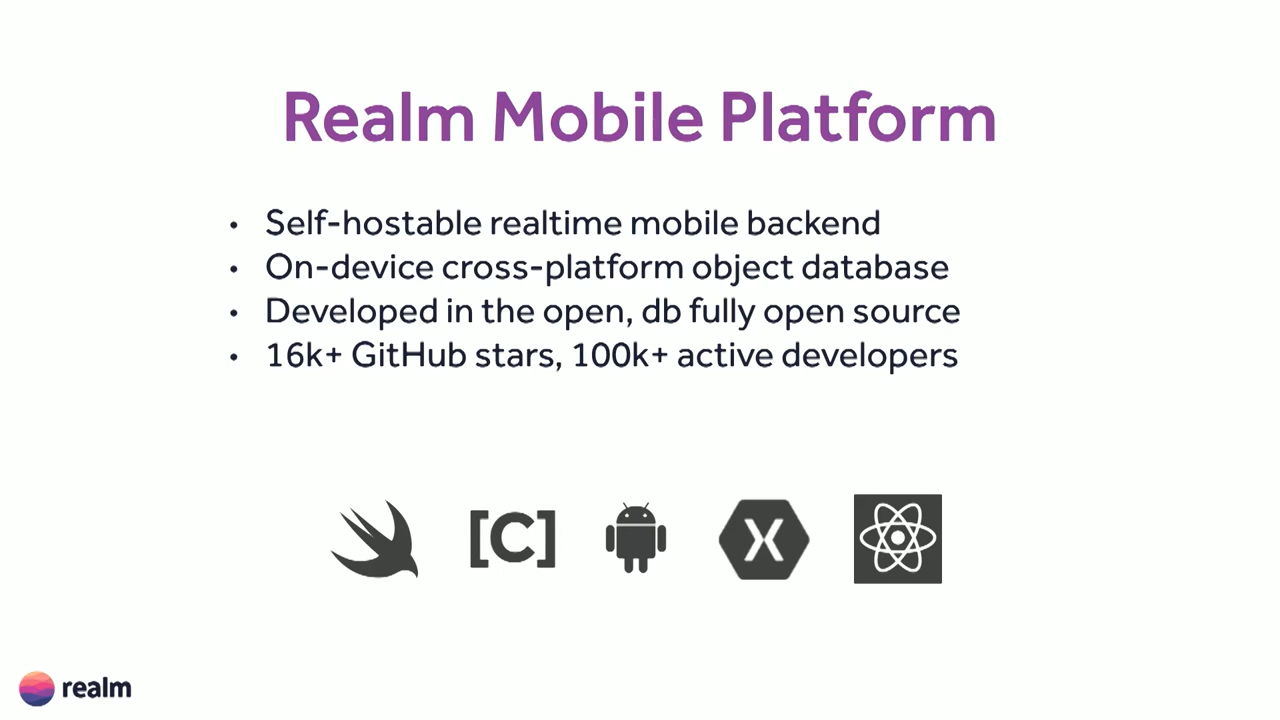 Realm Mobile Platform
• Self-hostable realtime mobile backend
• On-device cross-platform object database
• Developed in the open, db fully open source
• 16k+ GitHub stars, 100k+ active developers
[C] X
realm